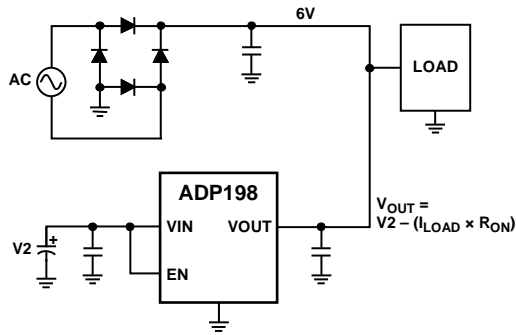 6V
AC
LOAD
ADP198
VIN
VOUT
EN
V2
+
VOUT =
V2 – (ILOAD × RON)